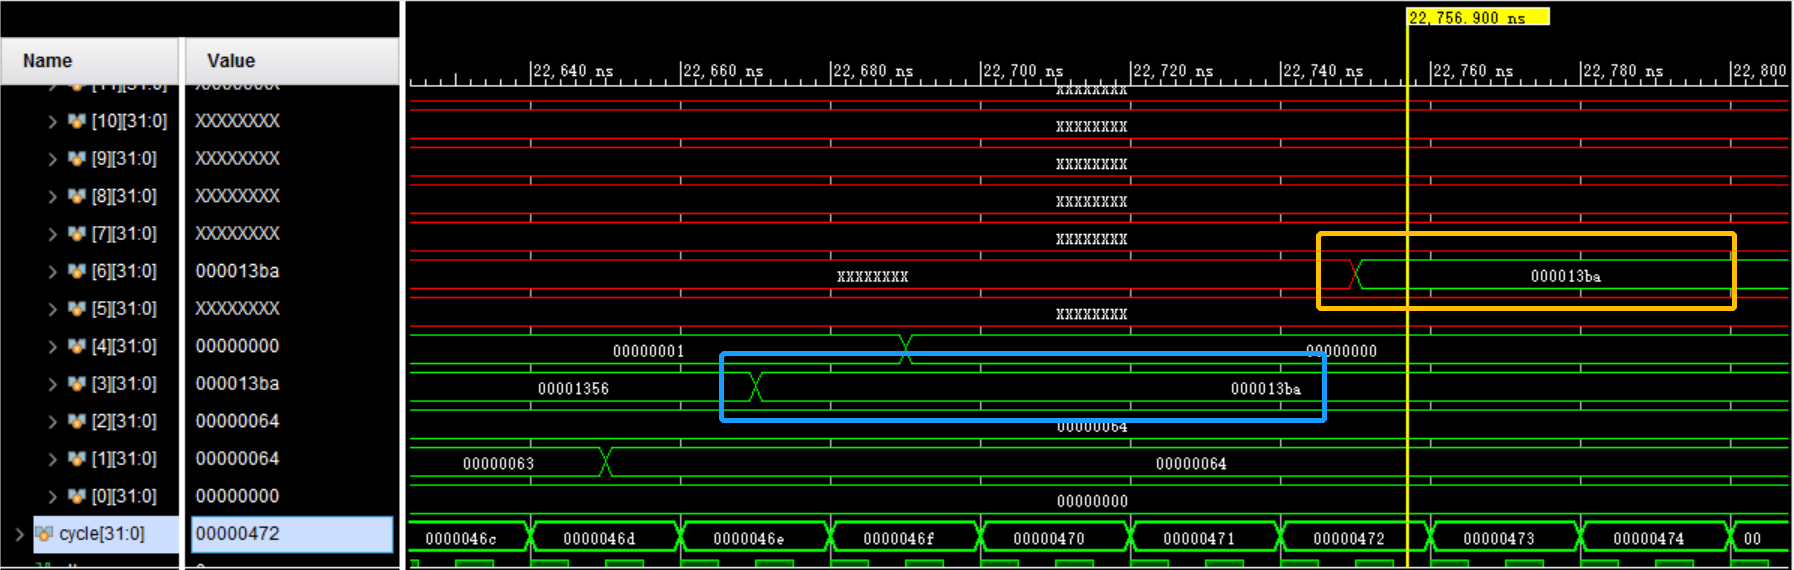 22,756.900 ns
Name Value
22,640 ns 22,660 ns 22,680 ns 22,700 ns 22,720 ns 22,740 ns 22,760 ns 22,780 ns 22,800
[11][31:0] XXXXXXXX XXXXXXXX
[10][31:0] XXXXXXXX XXXXXXXX
[9][31:0] XXXXXXXX XXXXXXXX
[8][31:0] XXXXXXXX XXXXXXXX
[7][31:0] XXXXXXXX XXXXXXXX
[6][31:0] 000013ba XXXXXXXX 000013ba
[5][31:0] XXXXXXXX XXXXXXXX
[4][31:0] 00000000 00000001 00000000
[3][31:0] 000013ba 00001356 000013ba
[2][31:0] 00000064 00000064
[1][31:0] 00000064 00000063 00000064
[0][31:0] 00000000 00000000
cycle[31:0] 00000472 0000046c 0000046d 0000046e 0000046f 00000470 00000471 00000472 00000473 00000474 00